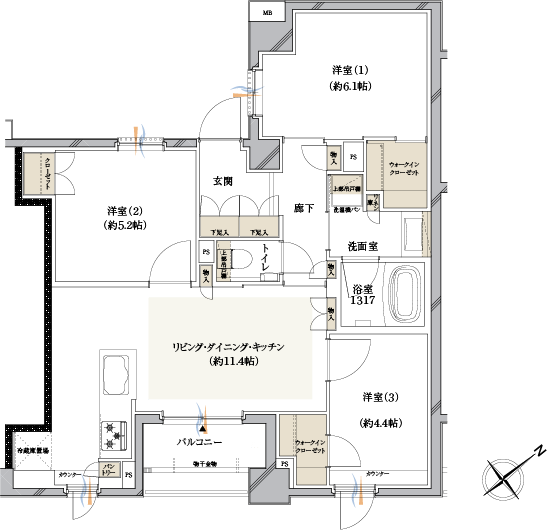 MB
洋室(1)
(約6.1帖)
物入
PS
ウォークイン
クローゼット
クローゼット
玄関
廊下
上部吊戸棚
洗濯機パン
洋室(2)
(約5.2帖)
下足入
下足入
洗面室
PS
上部吊戸棚
トイレ
物入
物入
浴室
1317
物入
リビング・ダイニング・キッチン
(約11.4帖)
洋室(3)
(約4.4帖)
バルコニー
ウォークイン
クローゼット
冷蔵庫置場
物干金物
カウンター
パン
トリー
PS
PS
カウンター
N